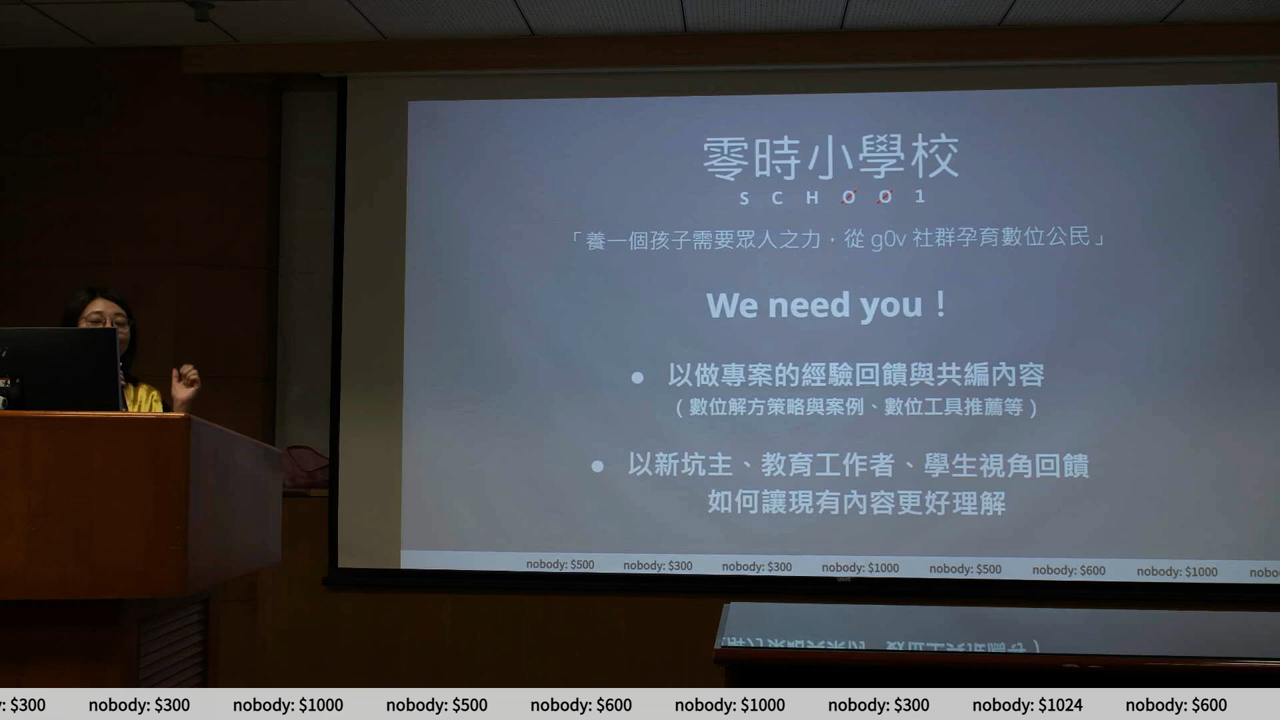 零時小學校
SCHOO1
「養一個孩子需要眾人之力，從 g0v 社群孕育數位公民」
We need you！
● 以做專案的經驗回饋與共編內容
（數位解方策略與案例、數位工具推薦等）
● 以新坑主、教育工作者、學生視角回饋
如何讓現有內容更好理解
nobody: $500 nobody: $300 nobody: $300 nobody: $1000 nobody: $500 nobody: $600 nobody: $1000
: $300 nobody: $300 nobody: $1000 nobody: $500 nobody: $600 nobody: $1000 nobody: $300 nobody: $1024 nobody: $600